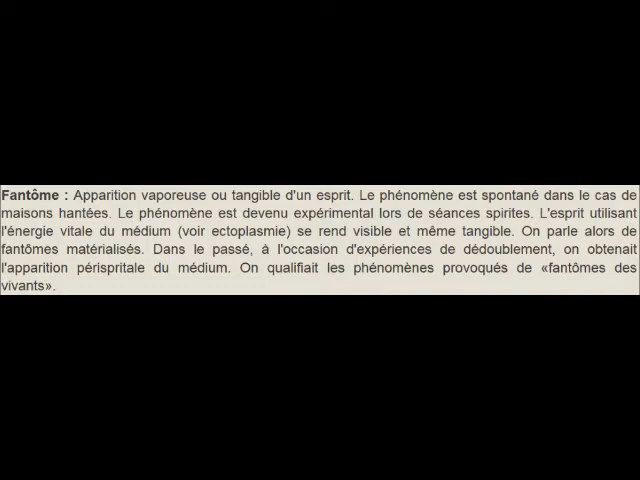 Fantôme : Apparition vaporeuse ou tangible d'un esprit. Le phénomène est spontané dans le cas de
maisons hantées. Le phénomène est devenu expérimental lors de séances spirites. L'esprit utilisant
l'énergie vitale du médium (voir ectoplasmie) se rend visible et même tangible. On parle alors de
fantômes matérialisés. Dans le passé, à l'occasion d'expériences de dédoublement, on obtenait
l'apparition périspritale du médium. On qualifiait les phénomènes provoqués de «fantômes des
vivants».